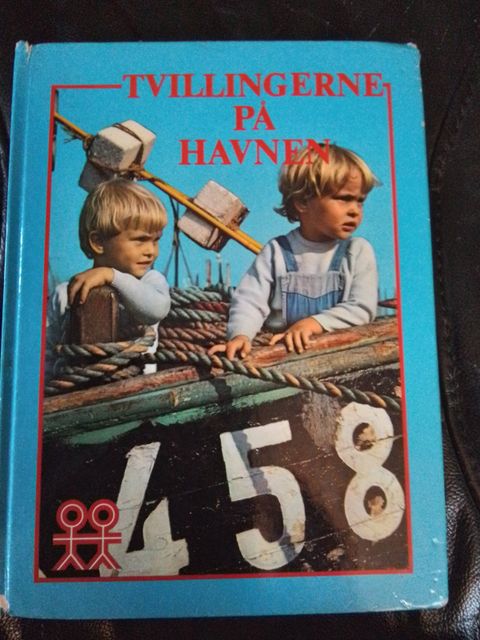 TVILLINGERNE
PÅ
HAVNEN
458